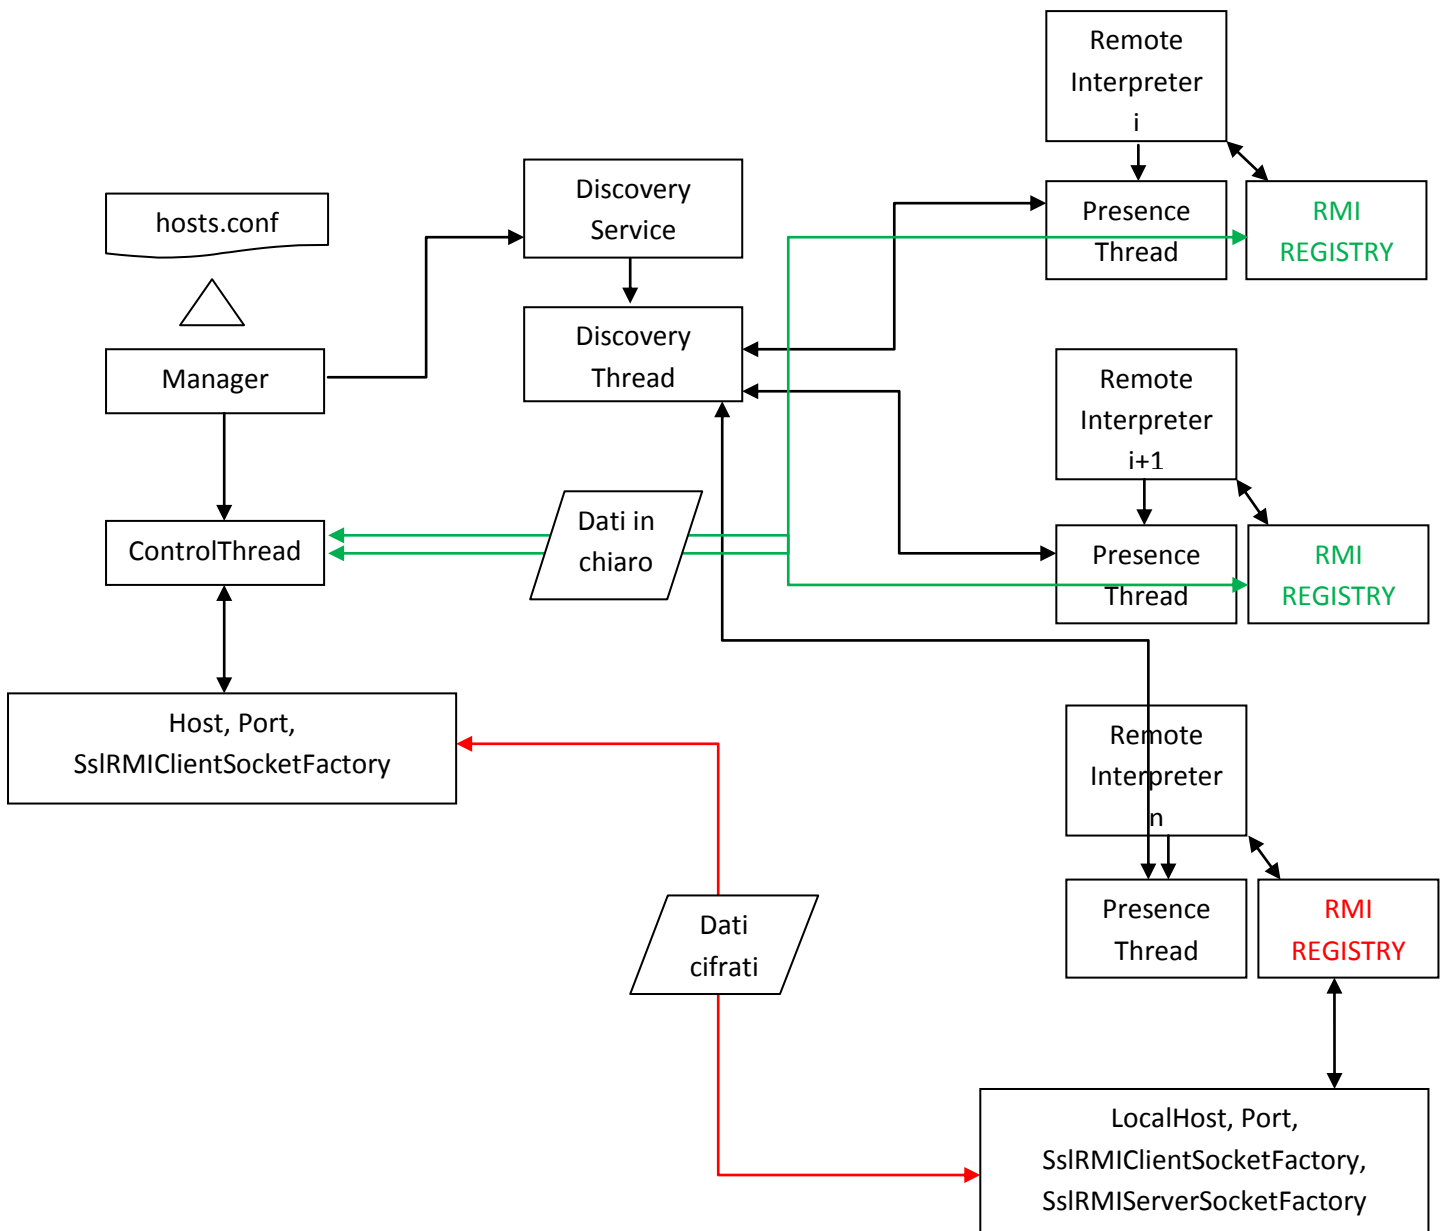 Remote
Interpreter
i
Discovery
Service
hosts.conf
Presence
Thread
RMI
REGISTRY
Discovery
Thread
Manager
Remote
Interpreter
i+1
Dati in
chiaro
ControlThread
Presence
Thread
RMI
REGISTRY
Host, Port,
SslRMIClientSocketFactory
Remote
Interpreter
n
Dati
cifrati
Presence
Thread
RMI
REGISTRY
LocalHost, Port,
SslRMIClientSocketFactory,
SslRMIServerSocketFactory